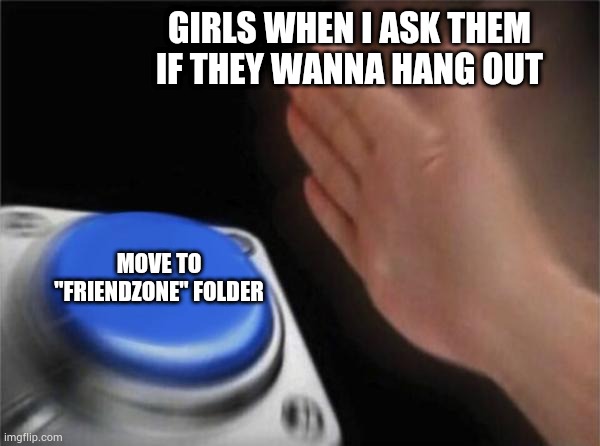 GIRLS WHEN I ASK THEM
IF THEY WANNA HANG OUT
MOVE TO
"FRIENDZONE" FOLDER
imgflip.com